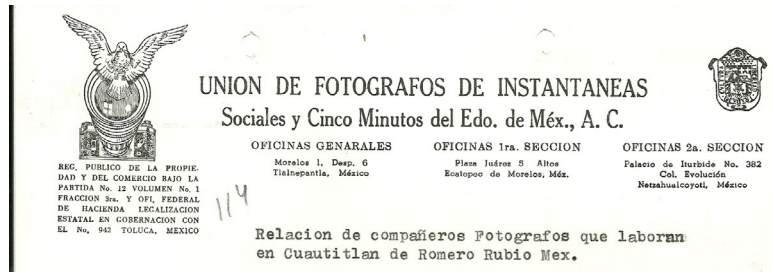 UNION DE FOTOGRAFOS DE INSTANTANEAS
Sociales y Cinco Minutos del Edo. de Méx., A. C.
OFICINAS GENARALES
Morelos 1, Desp. 6
Tlalnepantla, México
OFICINAS 1ra. SECCION
Plaza Juárez 5 Altos
Ecatepec de Morelos, Méx.
OFICINAS 2a. SECCION
Palacio de Iturbide No. 382
Col. Evolución
Netzahualcoyotl, México
REG. PUBLICO DE LA PROPIE-
DAD Y DEL COMERCIO BAJO LA
PARTIDA No. 12 VOLUMEN No. 1
FRACCION 3ra. Y OFI. FEDERAL
DE HACIENDA LEGALIZACION
ESTATAL EN GOBERNACION CON
EL No. 942 TOLUCA, MEXICO
114
Relacion de compañeros Fotografos que laboran
en Cuautitlan de Romero Rubio Mex.